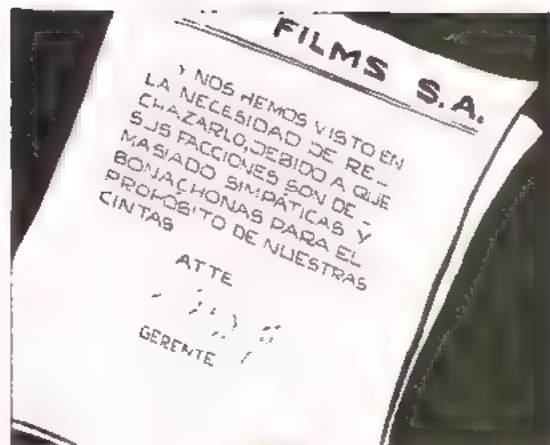 FILMS S.A.
Y NOS HEMOS VISTO EN
LA NECESIDAD DE RE-
CHAZARLO, DEBIDO A QUE
SUS FACCIONES SON DE-
MASIADO SIMPÁTICAS Y
BONACHONAS PARA EL
PROPÓSITO DE NUESTRAS
CINTAS
ATTE
GERENTE